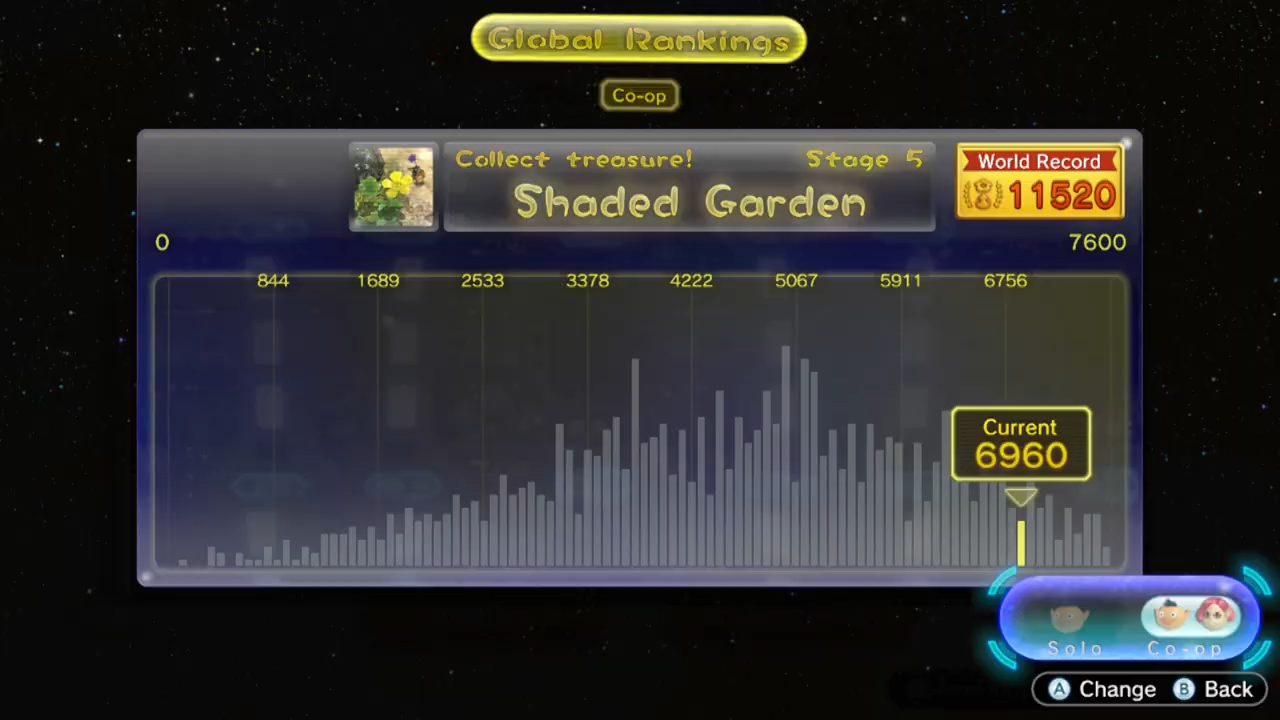 Global Rankings
Co-op
Collect treasure! Stage 5
Shaded Garden
World Record
11520
0
7600
844 1689 2533 3378 4222 5067 5911 6756
Current
6960
Solo Co-op
A Change B Back